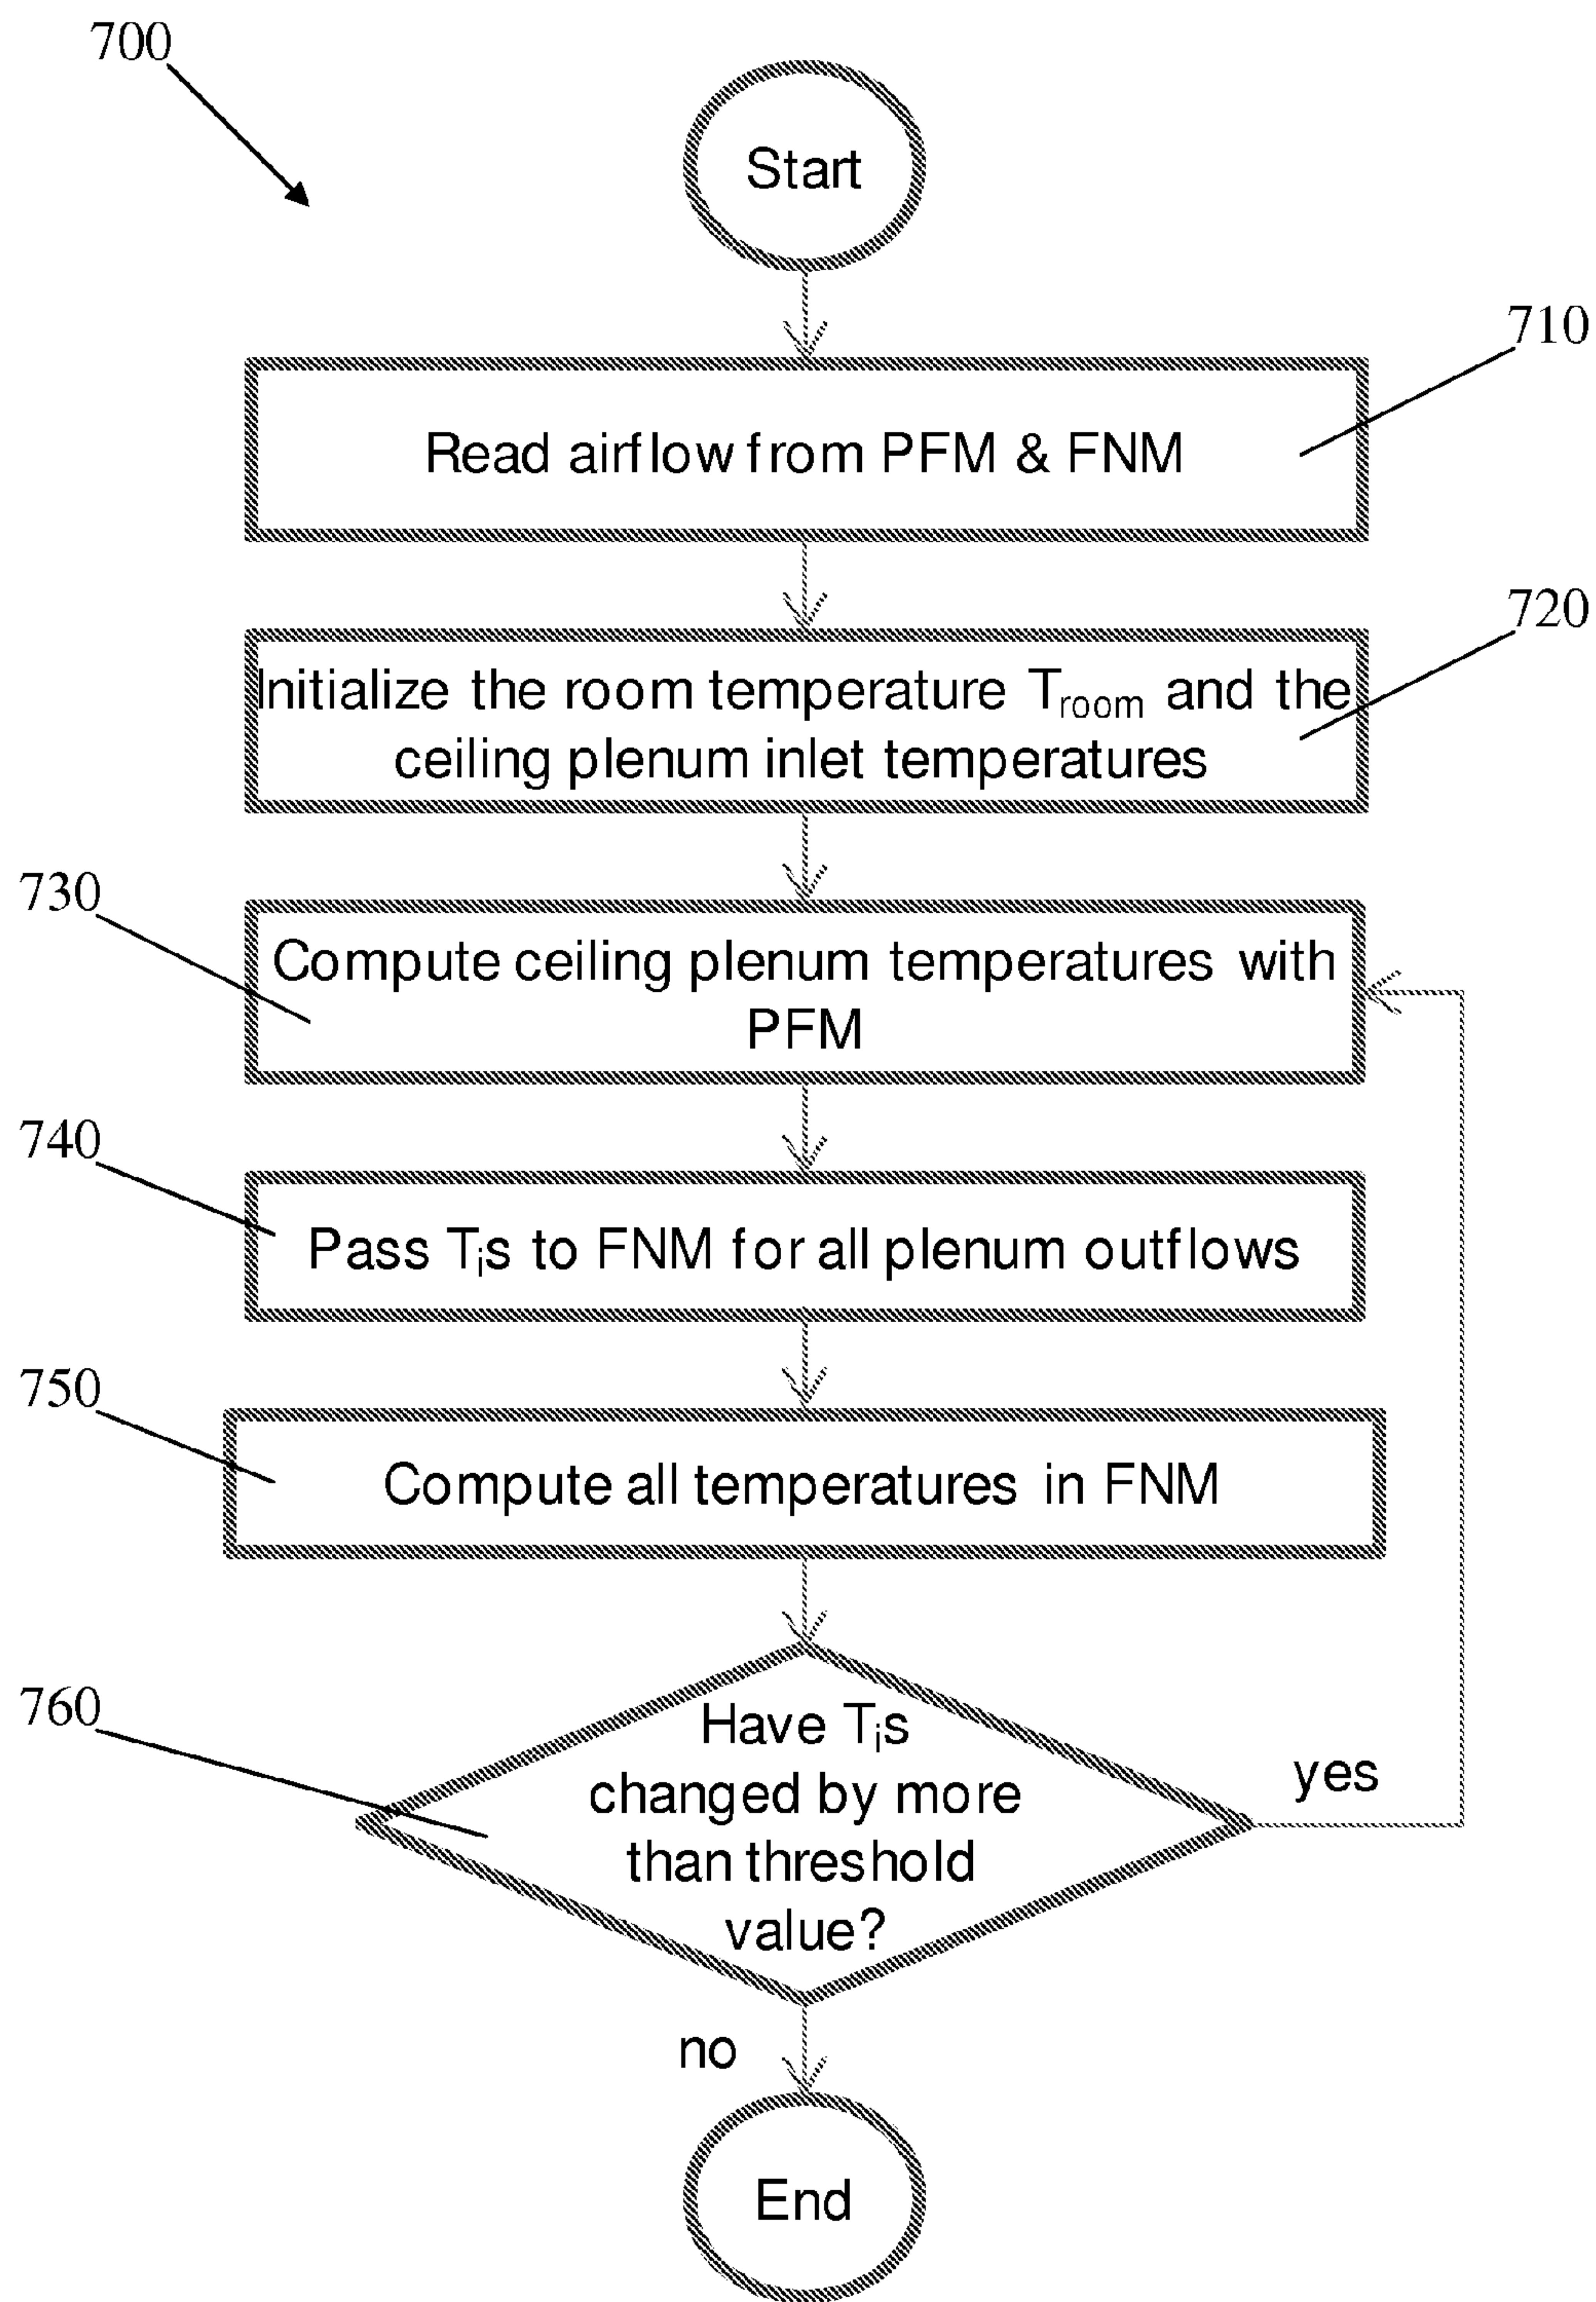 700
Start
710
Read airflow from PFM & FNM
720
Initialize the room temperature Troom and the
ceiling plenum inlet temperatures
730
Compute ceiling plenum temperatures with
PFM
740
Pass Tis to FNM for all plenum outflows
750
Compute all temperatures in FNM
760
Have Tis
changed by more
than threshold
value?
yes
no
End